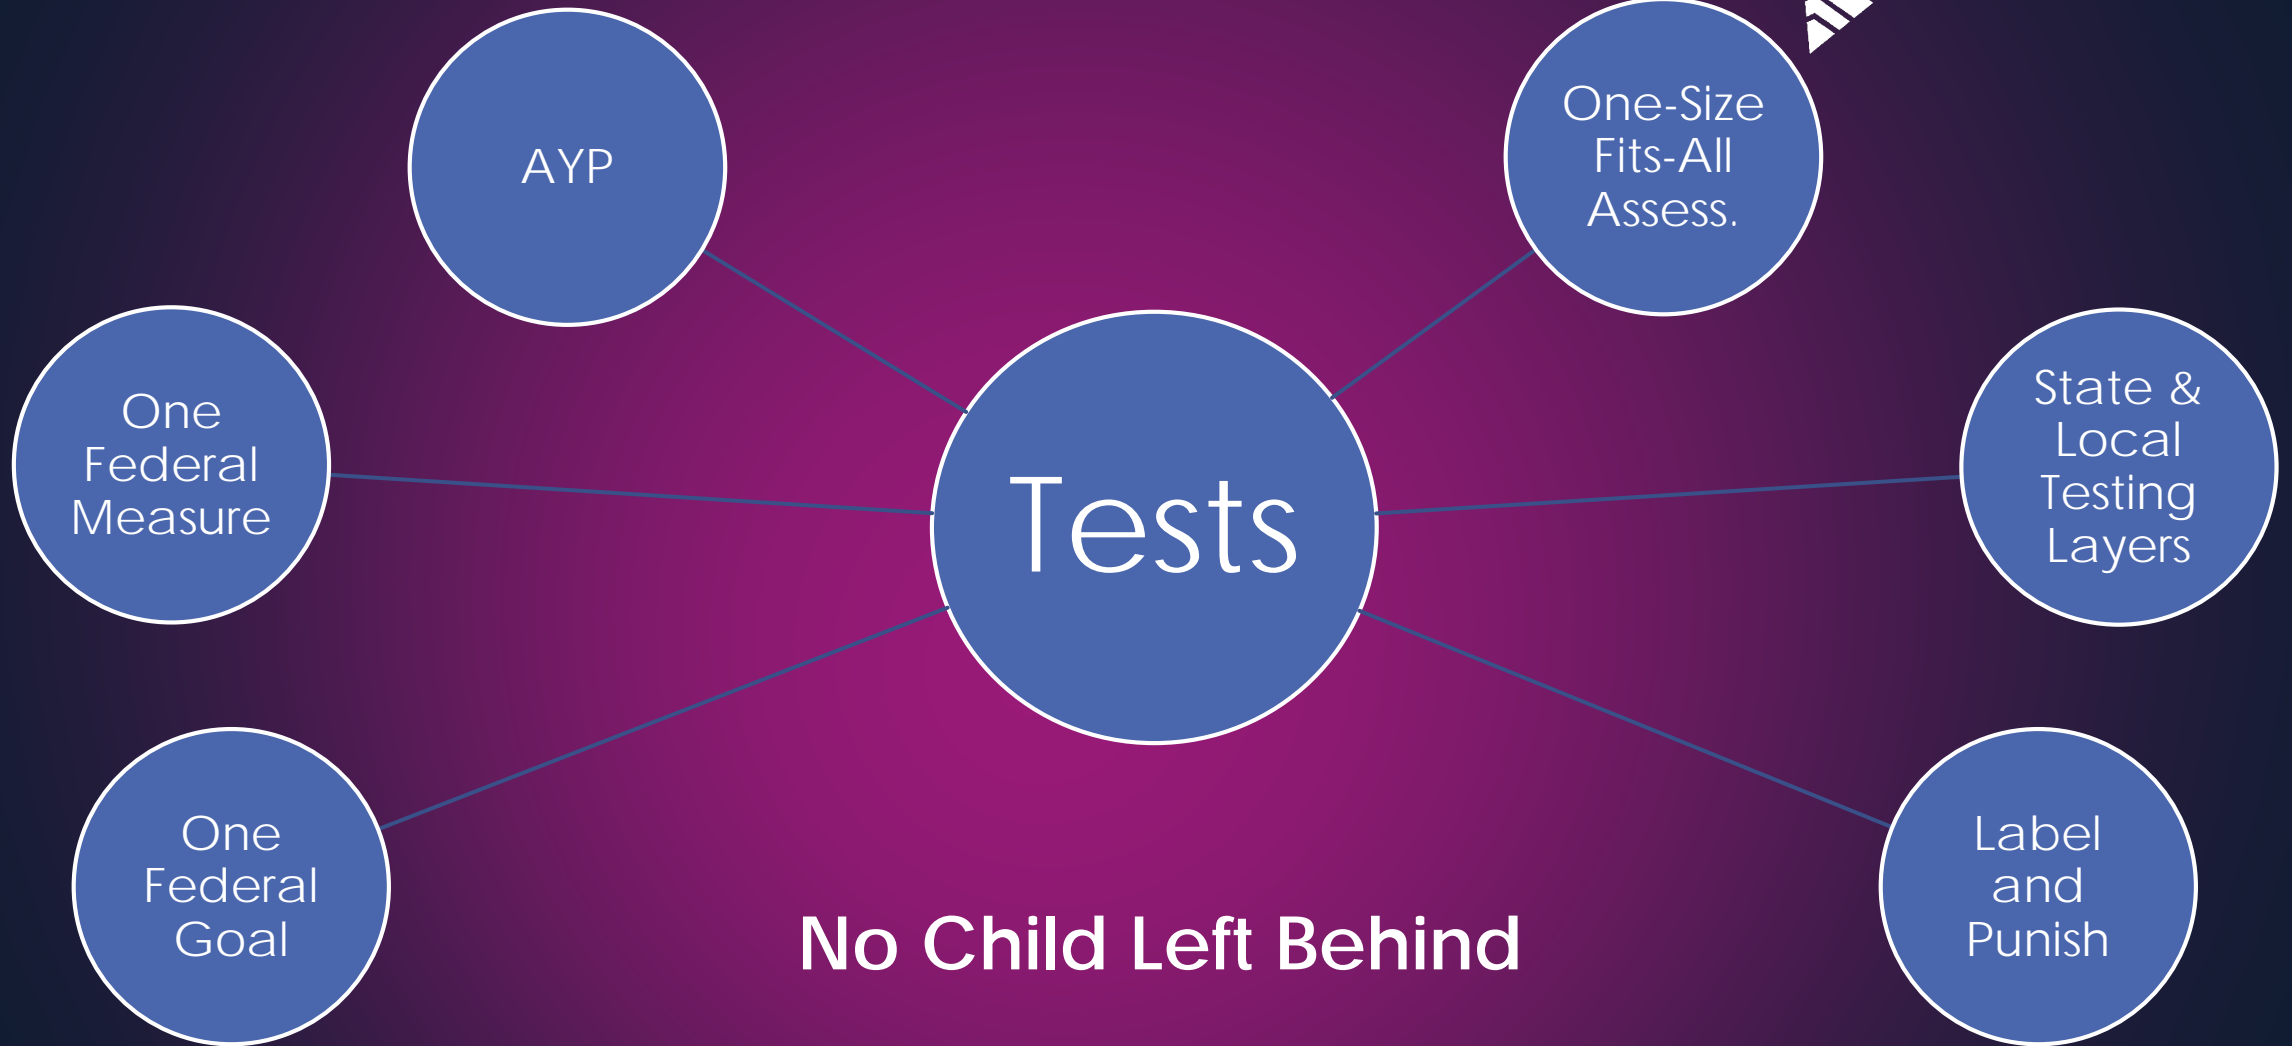 AYP
One-Size
Fits-All
Assess.
One
Federal
Measure
Tests
State &
Local
Testing
Layers
One
Federal
Goal
Label
and
Punish
No Child Left Behind